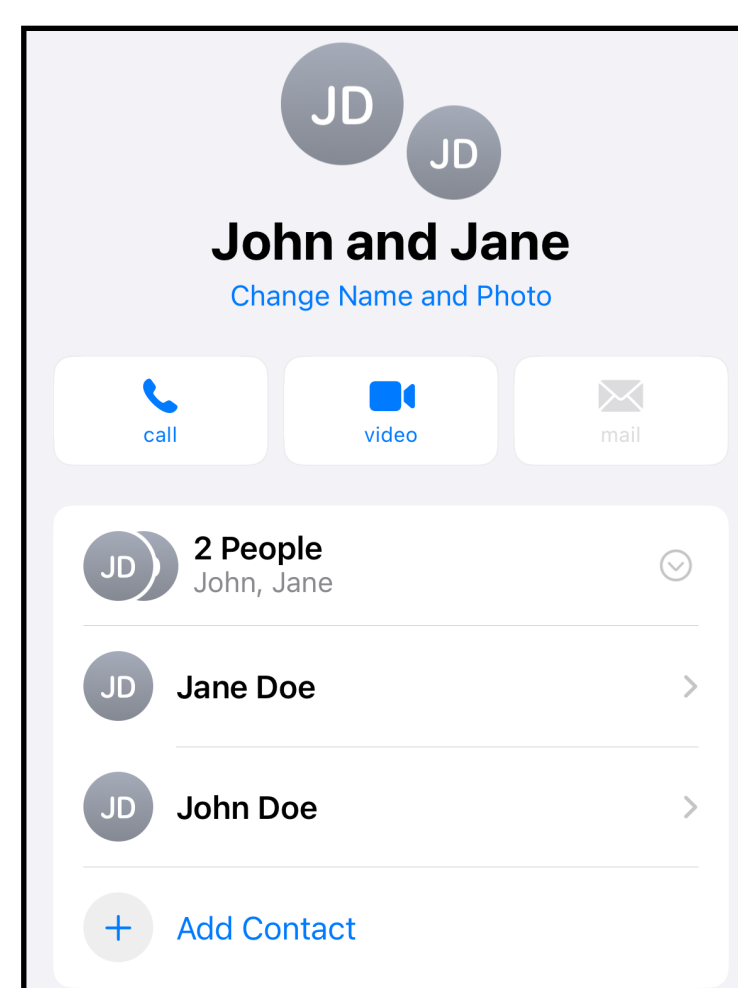 JD
JD
John and Jane
Change Name and Photo
call
video
mail
JD
2 People
John, Jane
JD
Jane Doe
JD
John Doe
Add Contact